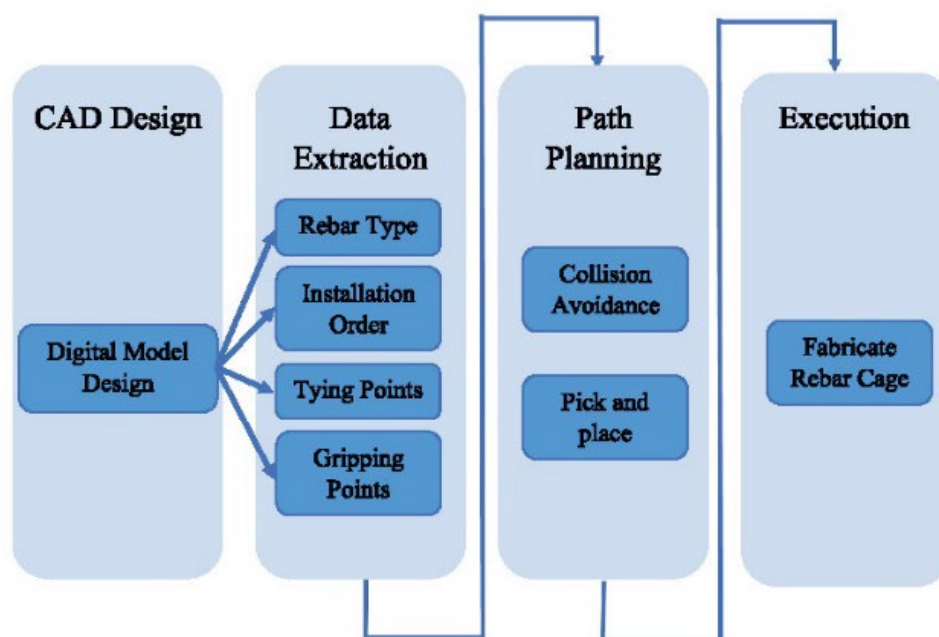 CAD Design
Digital Model
Design
Data
Extraction
Rebar Type
Installation
Order
Tying Points
Gripping
Points
Path
Planning
Collision
Avoidance
Pick and
place
Execution
Fabricate
Rebar Cage